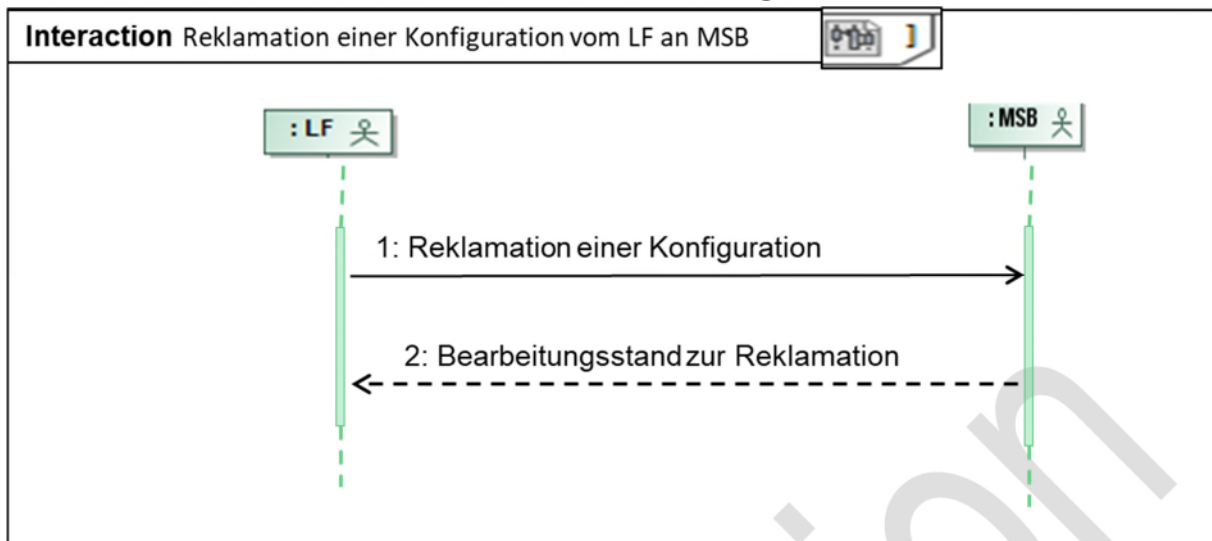 Interaction Reklamation einer Konfiguration vom LF an MSB
: LF
: MSB
1: Reklamation einer Konfiguration
2: Bearbeitungsstand zur Reklamation